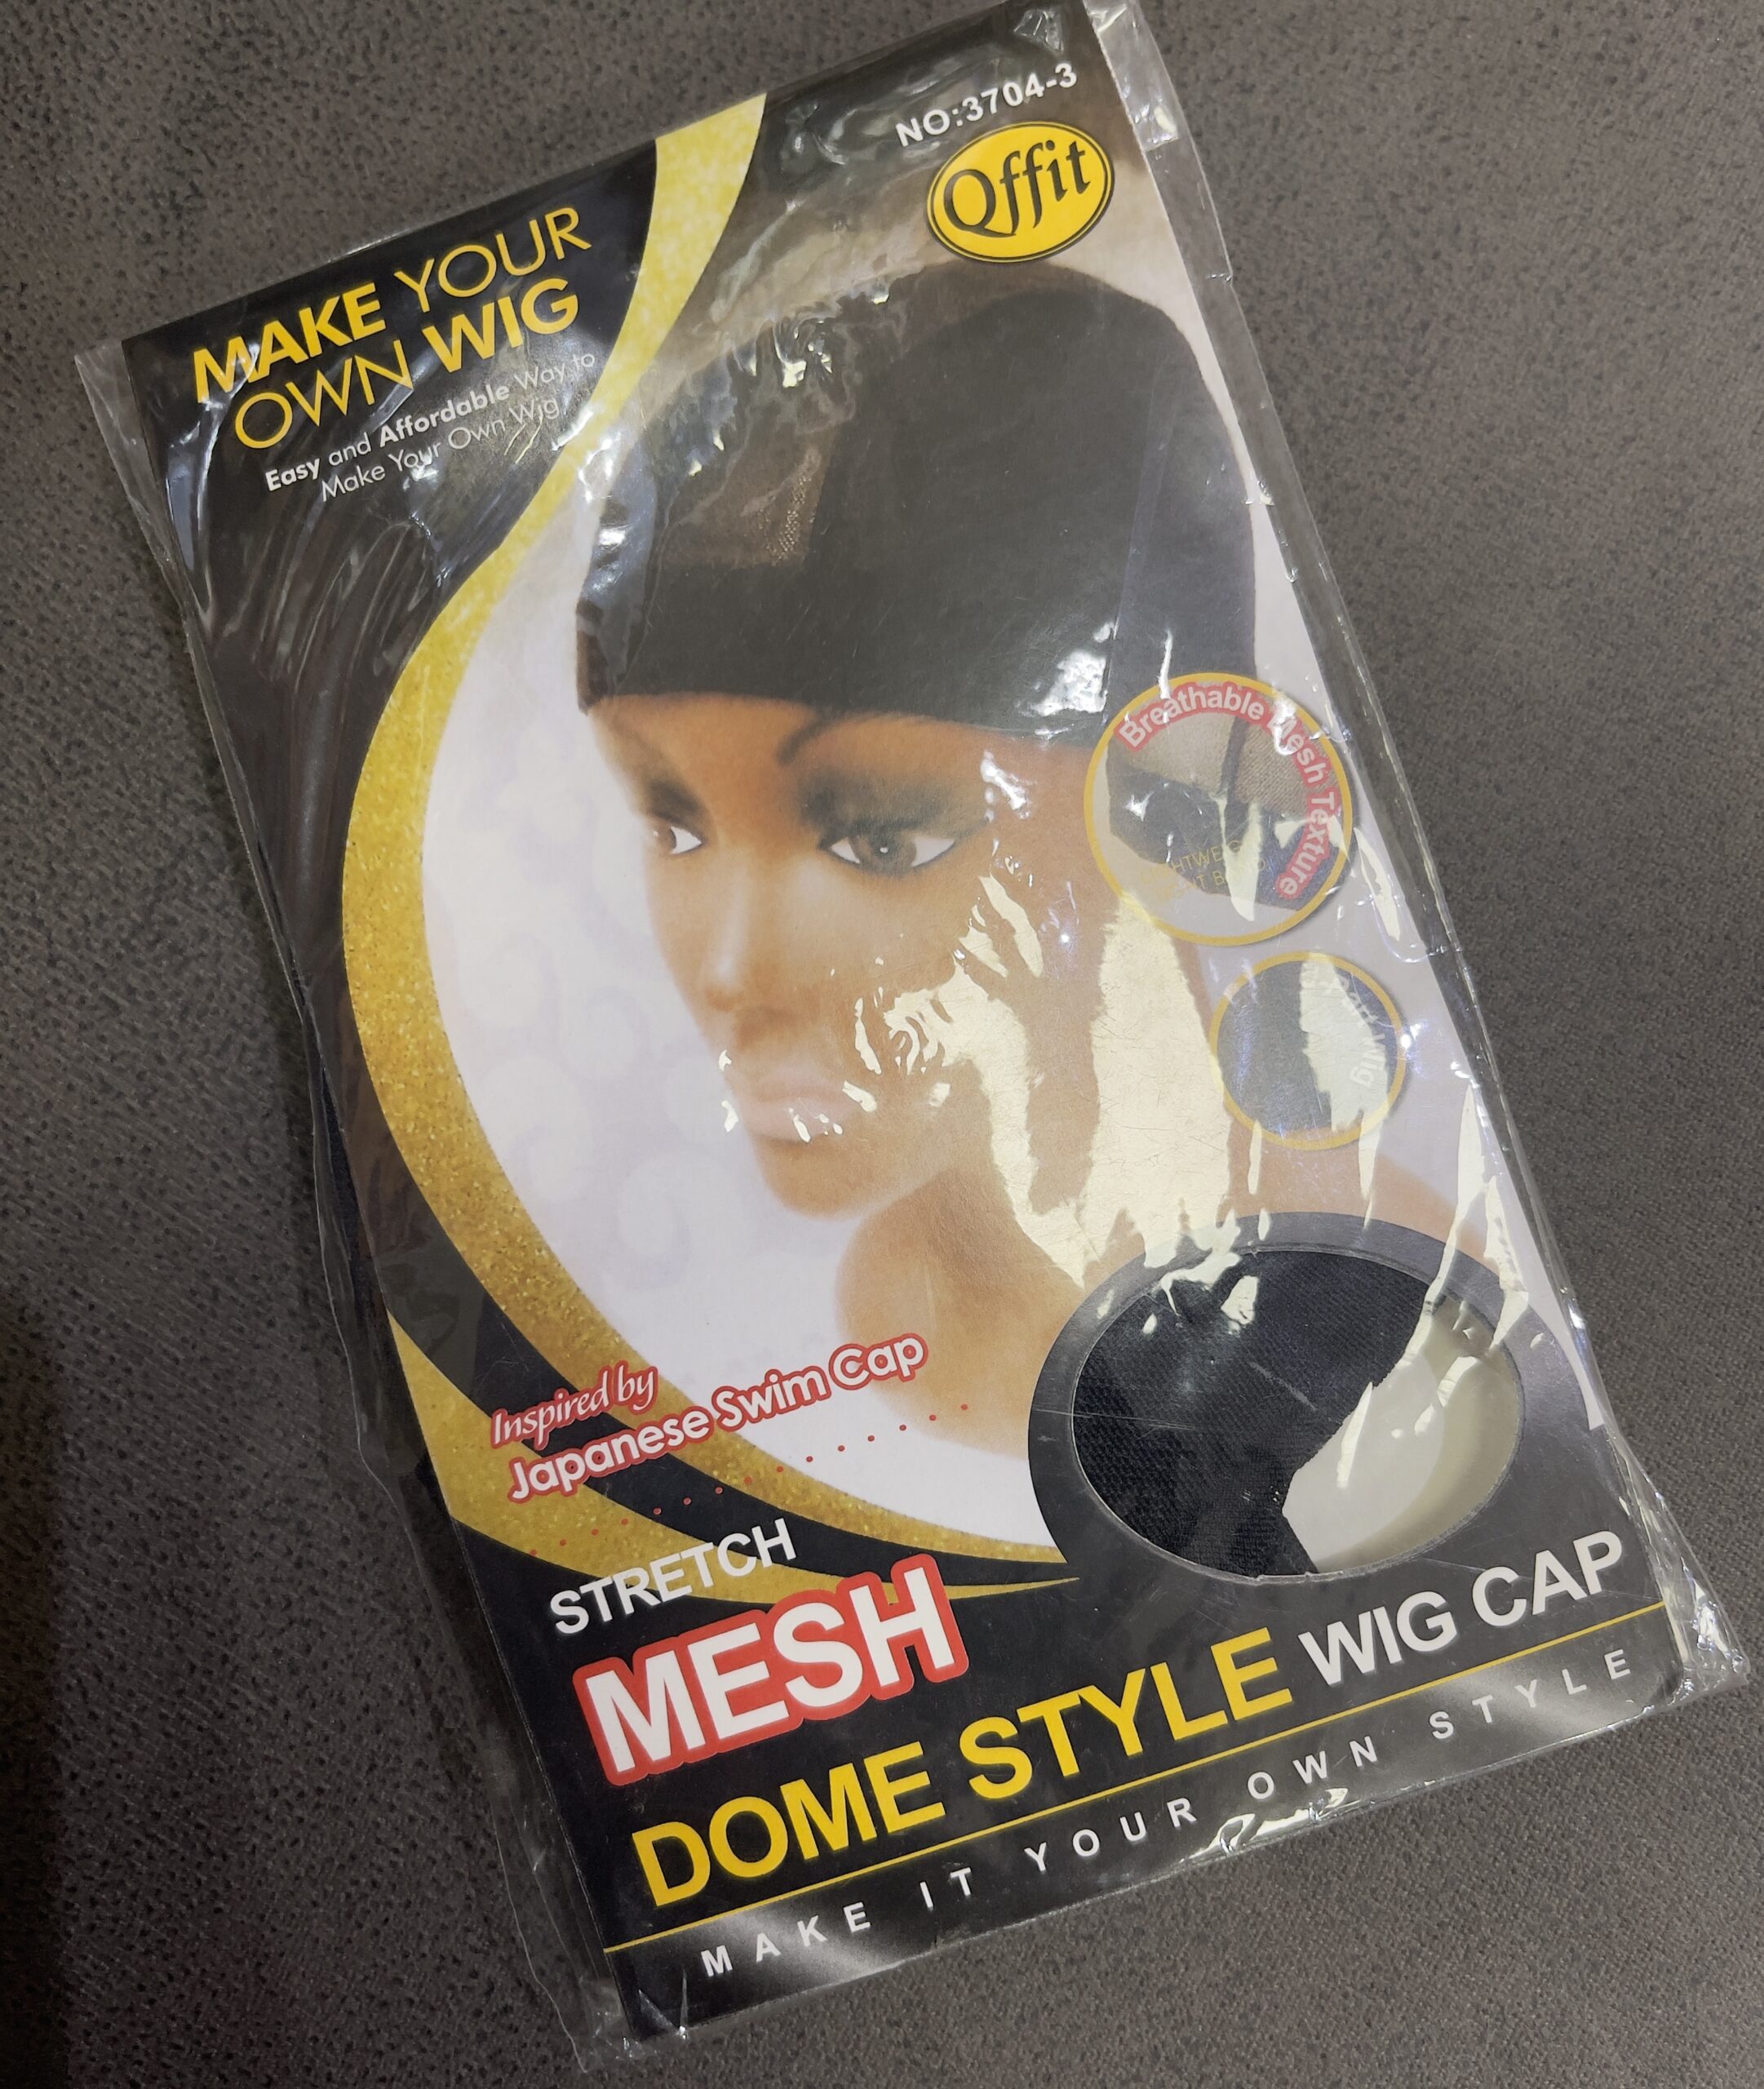 NO:3704-3
Qffit
MAKE YOUR
OWN WIG
Easy and Affordable Way to
Make Your Own Wig
Breathable Mesh Texture
Wig
Inspired by
Japanese Swim Cap
STRETCH
MESH
DOME STYLE WIG CAP
MAKE IT YOUR OWN STYLE